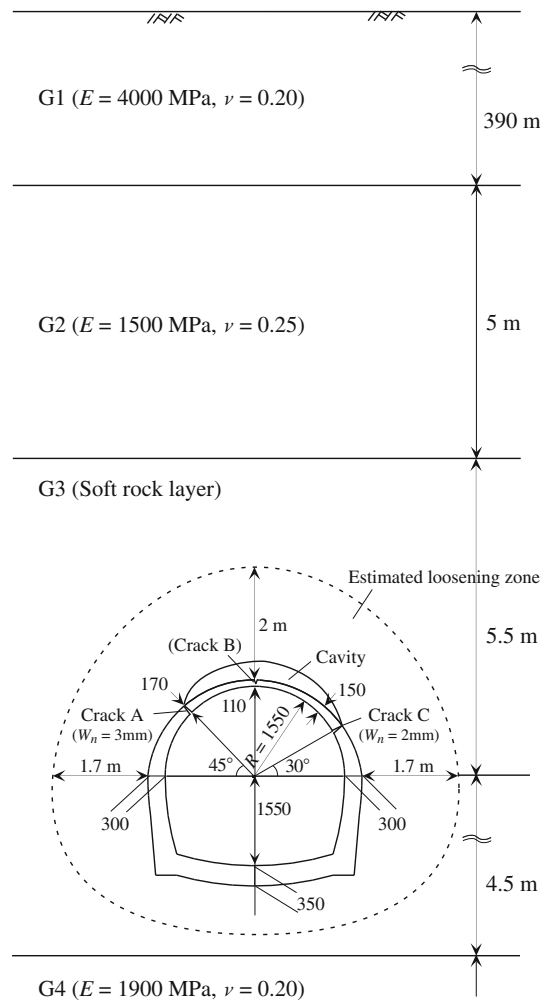 G1 (E = 4000 MPa, ν = 0.20)
390 m
G2 (E = 1500 MPa, ν = 0.25)
5 m
G3 (Soft rock layer)
Estimated loosening zone
5.5 m
2 m
(Crack B)
Cavity
170
110
150
Crack A
(Wn = 3mm)
R = 1550
Crack C
(Wn = 2mm)
1.7 m
45°
30°
1.7 m
300
1550
300
350
4.5 m
G4 (E = 1900 MPa, ν = 0.20)